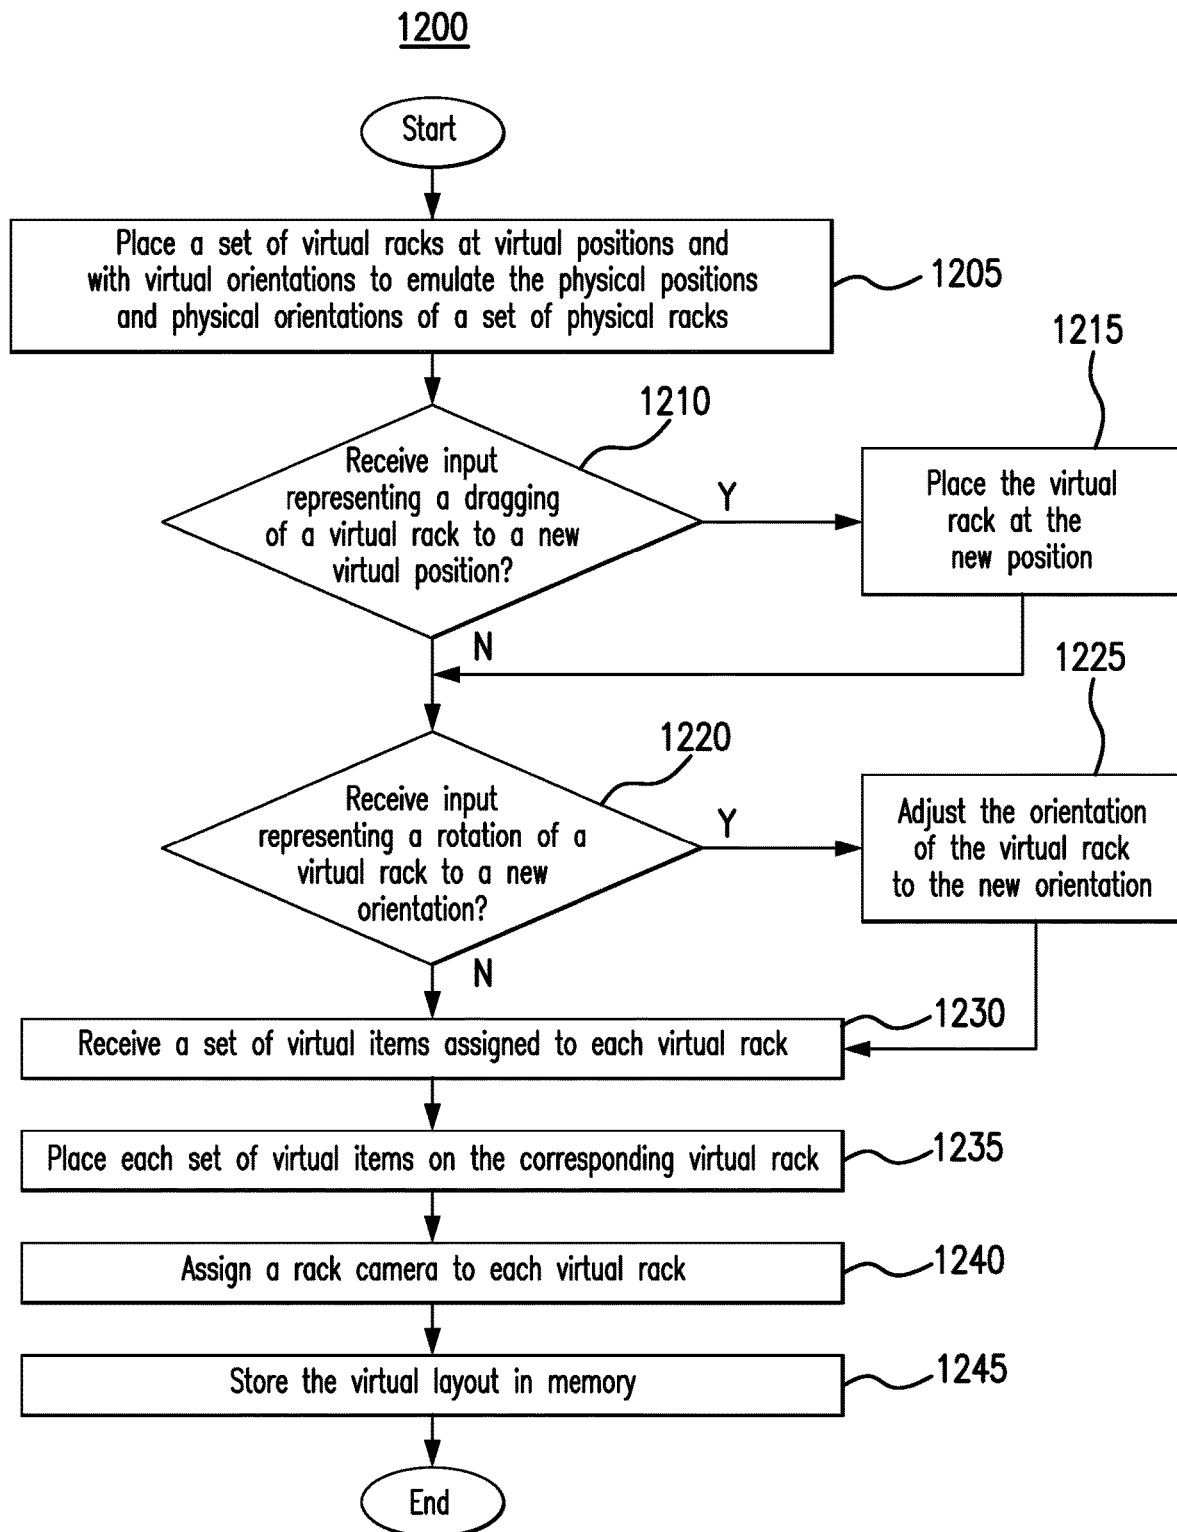 1200
Start
Place a set of virtual racks at virtual positions and
with virtual orientations to emulate the physical positions
and physical orientations of a set of physical racks
1205
1210
Receive input
representing a dragging
of a virtual rack to a new
virtual position?
Y
N
1215
Place the virtual
rack at the
new position
1220
Receive input
representing a rotation of a
virtual rack to a new
orientation?
Y
N
1225
Adjust the orientation
of the virtual rack
to the new orientation
Receive a set of virtual items assigned to each virtual rack
1230
Place each set of virtual items on the corresponding virtual rack
1235
Assign a rack camera to each virtual rack
1240
Store the virtual layout in memory
1245
End